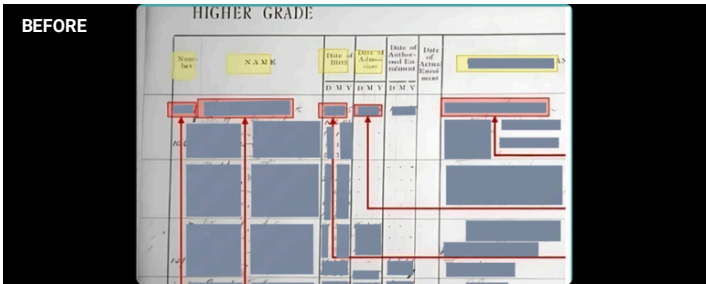 BEFORE
HIGHER GRADE
Num-
ber
NAME
Date of
Birth
Date of
Admis-
sion
Date of
Author-
ized En-
rolment
Date
of
Actual
Enrol-
ment
D M Y
D M Y
D M Y